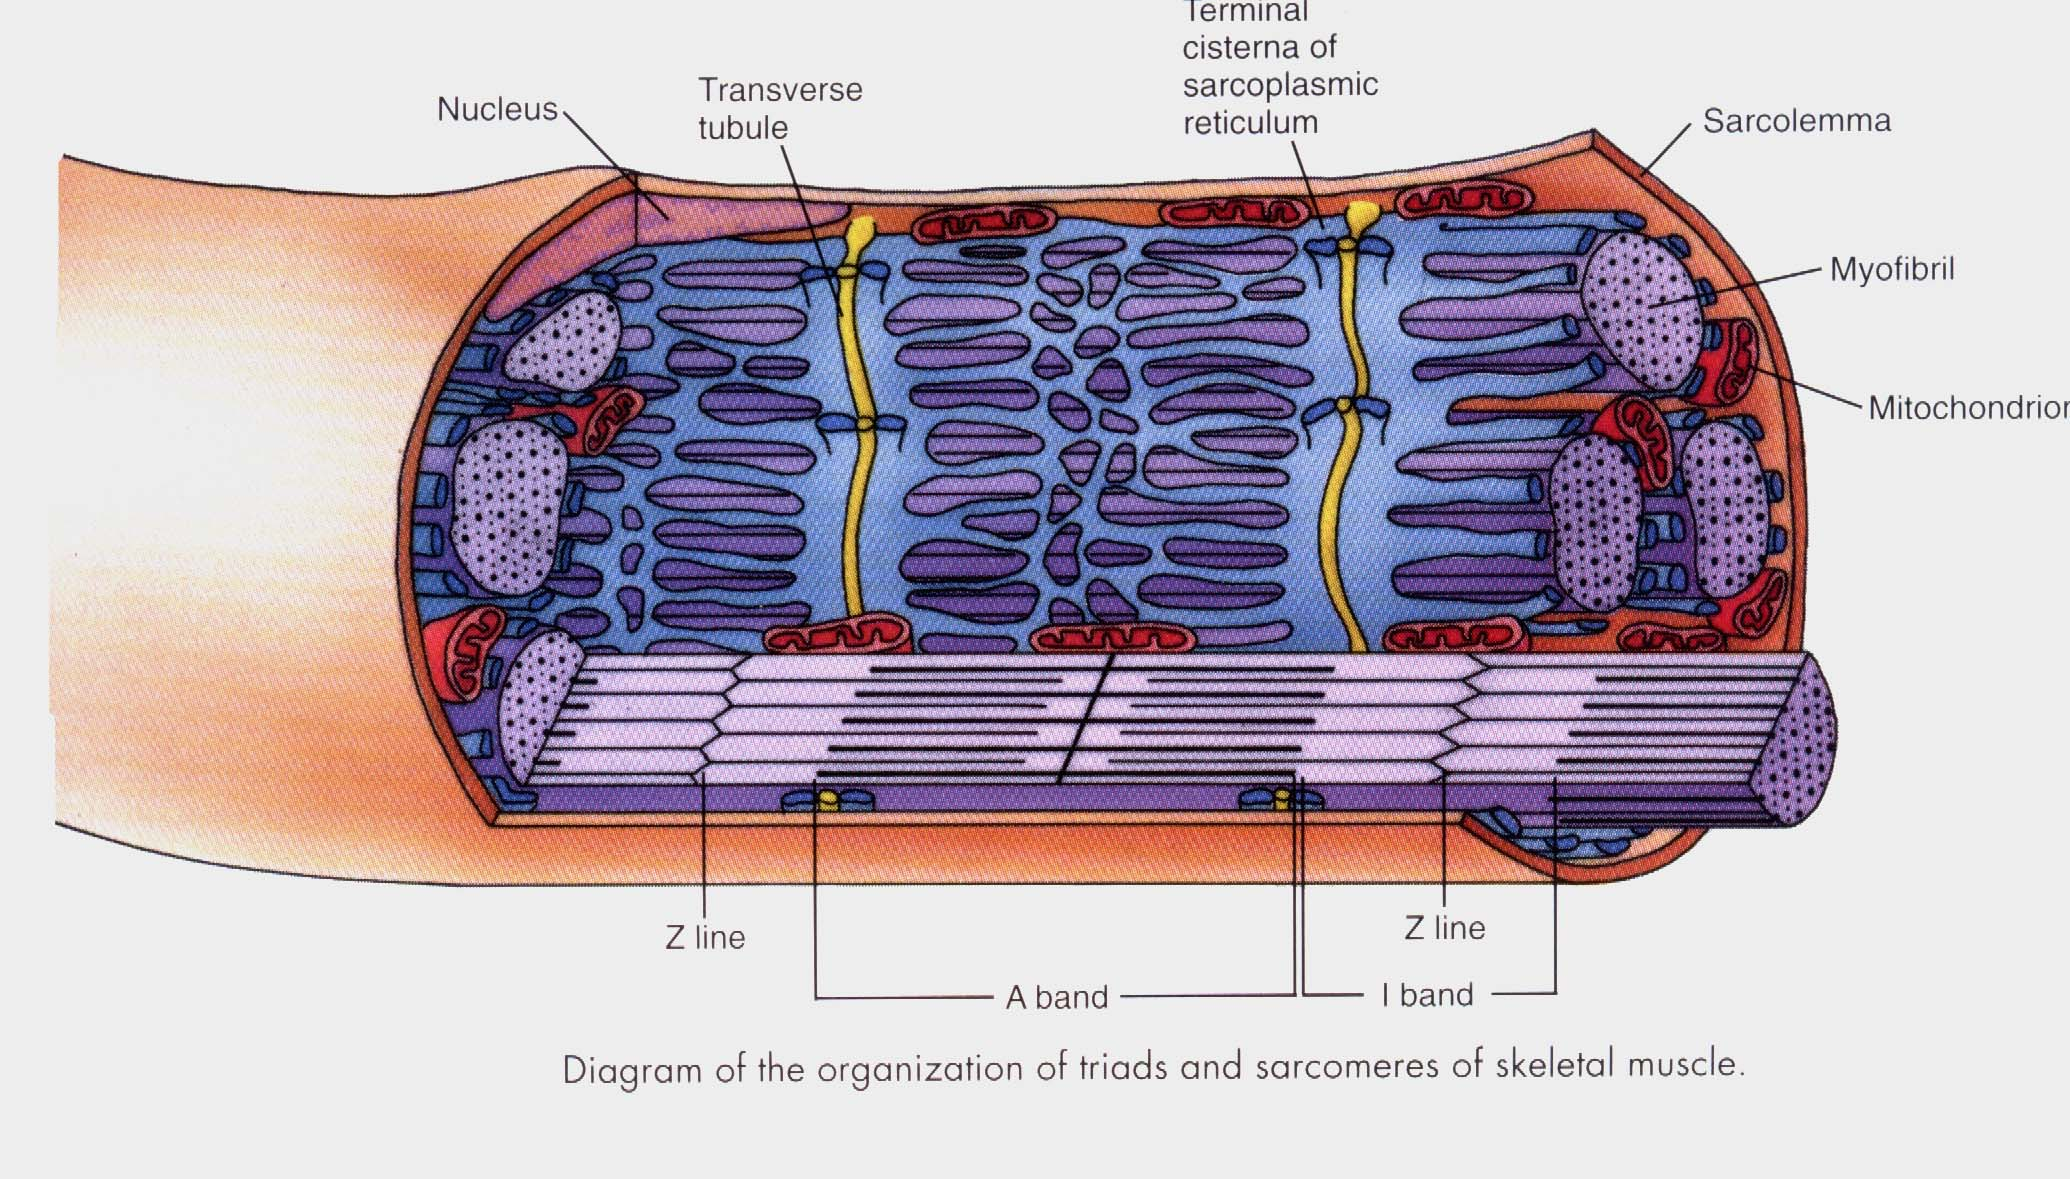 Terminal
cisterna of
sarcoplasmic
reticulum
Transverse
tubule
Nucleus
Sarcolemma
Myofibril
Mitochondrion
Z line
Z line
A band
I band
Diagram of the organization of triads and sarcomeres of skeletal muscle.